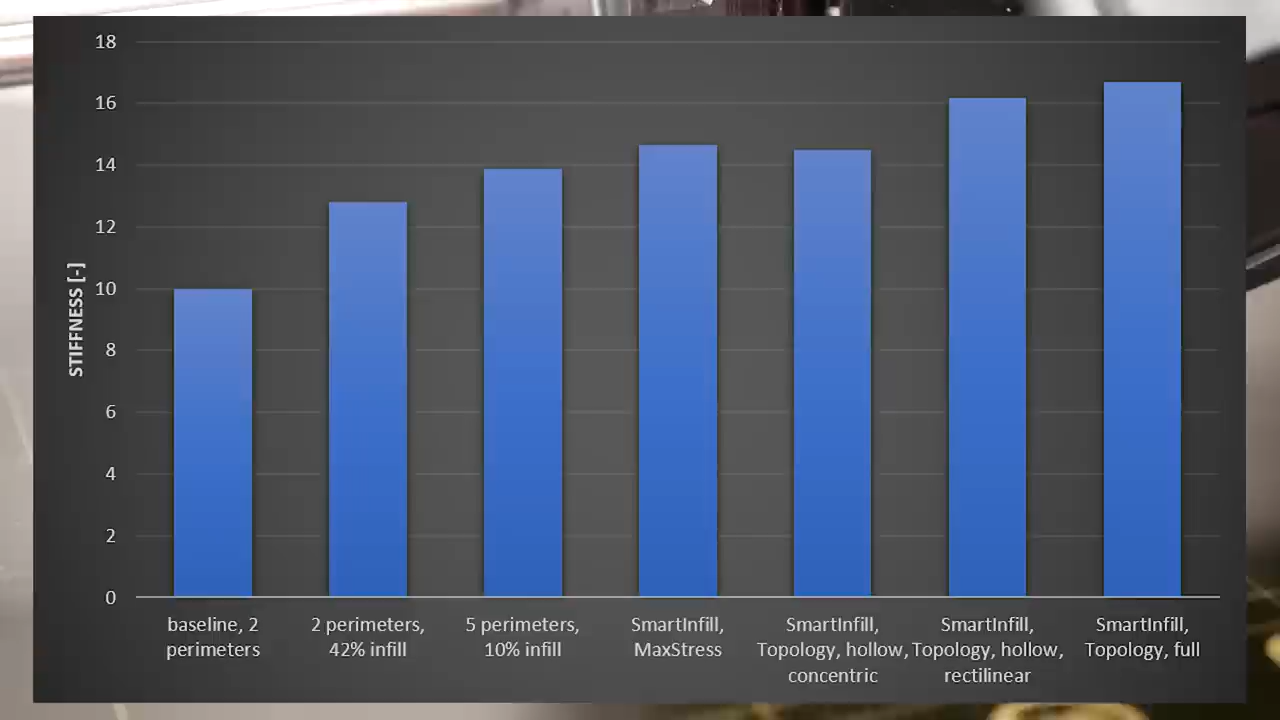 18
16
14
12
10
8
6
4
2
0
STIFFNESS [-]
baseline, 2
perimeters
2 perimeters,
42% infill
5 perimeters,
10% infill
SmartInfill,
MaxStress
SmartInfill,
Topology, hollow,
concentric
SmartInfill,
Topology, hollow,
rectilinear
SmartInfill,
Topology, full